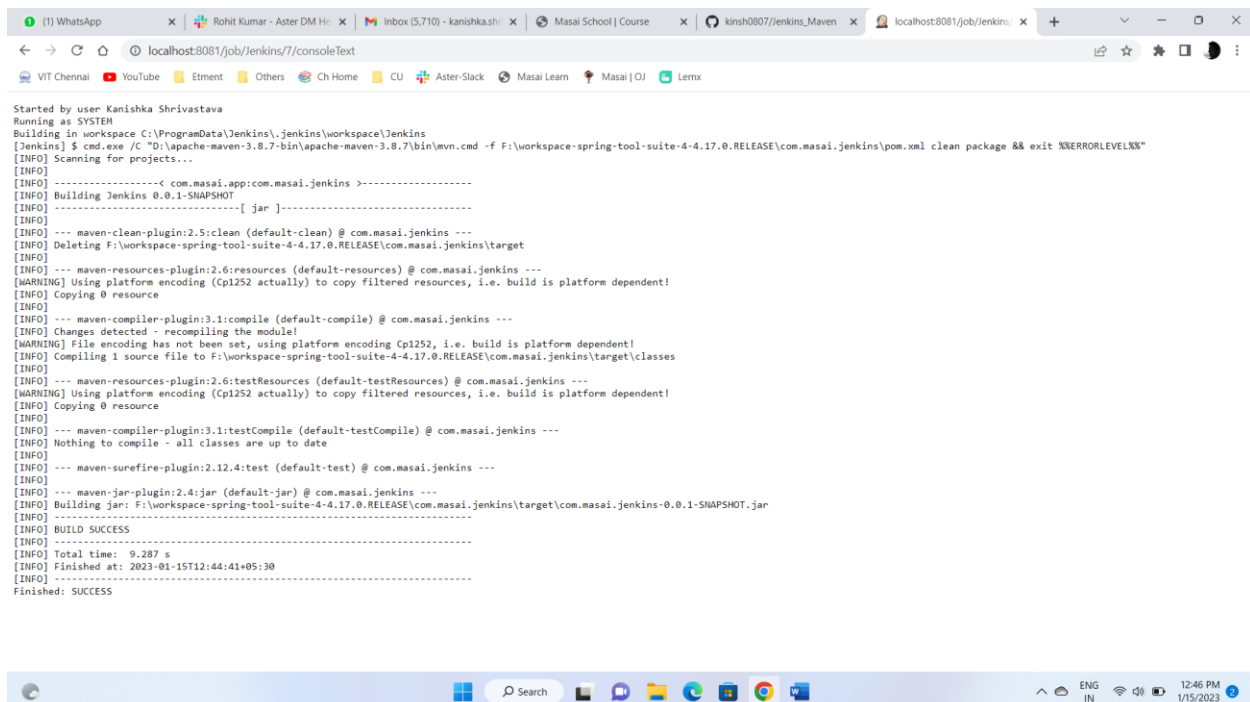 (1) WhatsApp
Rohit Kumar - Aster DM He
Inbox (5,710) - kanishka.shr
Masai School | Course
kinsh0807/Jenkins_Maven
localhost:8081/job/Jenkins/
localhost:8081/job/Jenkins/7/consoleText
VIT Chennai
YouTube
Etment
Others
Ch Home
CU
Aster-Slack
Masai Learn
Masai | OJ
Lernx
Started by user Kanishka Shrivastava
Running as SYSTEM
Building in workspace C:\ProgramData\Jenkins\.jenkins\workspace\Jenkins
[Jenkins] $ cmd.exe /C "D:\apache-maven-3.8.7-bin\apache-maven-3.8.7\bin\mvn.cmd -f F:\workspace-spring-tool-suite-4-4.17.0.RELEASE\com.masai.jenkins\pom.xml clean package && exit %%ERRORLEVEL%%"
[INFO] Scanning for projects...
[INFO]
[INFO] ------------------< com.masai.app:com.masai.jenkins >-------------------
[INFO] Building Jenkins 0.0.1-SNAPSHOT
[INFO] --------------------------------[ jar ]---------------------------------
[INFO]
[INFO] --- maven-clean-plugin:2.5:clean (default-clean) @ com.masai.jenkins ---
[INFO] Deleting F:\workspace-spring-tool-suite-4-4.17.0.RELEASE\com.masai.jenkins\target
[INFO]
[INFO] --- maven-resources-plugin:2.6:resources (default-resources) @ com.masai.jenkins ---
[WARNING] Using platform encoding (Cp1252 actually) to copy filtered resources, i.e. build is platform dependent!
[INFO] Copying 0 resource
[INFO]
[INFO] --- maven-compiler-plugin:3.1:compile (default-compile) @ com.masai.jenkins ---
[INFO] Changes detected - recompiling the module!
[WARNING] File encoding has not been set, using platform encoding Cp1252, i.e. build is platform dependent!
[INFO] Compiling 1 source file to F:\workspace-spring-tool-suite-4-4.17.0.RELEASE\com.masai.jenkins\target\classes
[INFO]
[INFO] --- maven-resources-plugin:2.6:testResources (default-testResources) @ com.masai.jenkins ---
[WARNING] Using platform encoding (Cp1252 actually) to copy filtered resources, i.e. build is platform dependent!
[INFO] Copying 0 resource
[INFO]
[INFO] --- maven-compiler-plugin:3.1:testCompile (default-testCompile) @ com.masai.jenkins ---
[INFO] Nothing to compile - all classes are up to date
[INFO]
[INFO] --- maven-surefire-plugin:2.12.4:test (default-test) @ com.masai.jenkins ---
[INFO]
[INFO] --- maven-jar-plugin:2.4:jar (default-jar) @ com.masai.jenkins ---
[INFO] Building jar: F:\workspace-spring-tool-suite-4-4.17.0.RELEASE\com.masai.jenkins\target\com.masai.jenkins-0.0.1-SNAPSHOT.jar
[INFO] ------------------------------------------------------------------------
[INFO] BUILD SUCCESS
[INFO] ------------------------------------------------------------------------
[INFO] Total time:  9.287 s
[INFO] Finished at: 2023-01-15T12:44:41+05:30
[INFO] ------------------------------------------------------------------------
Finished: SUCCESS
Search
ENG
IN
12:46 PM
1/15/2023
2